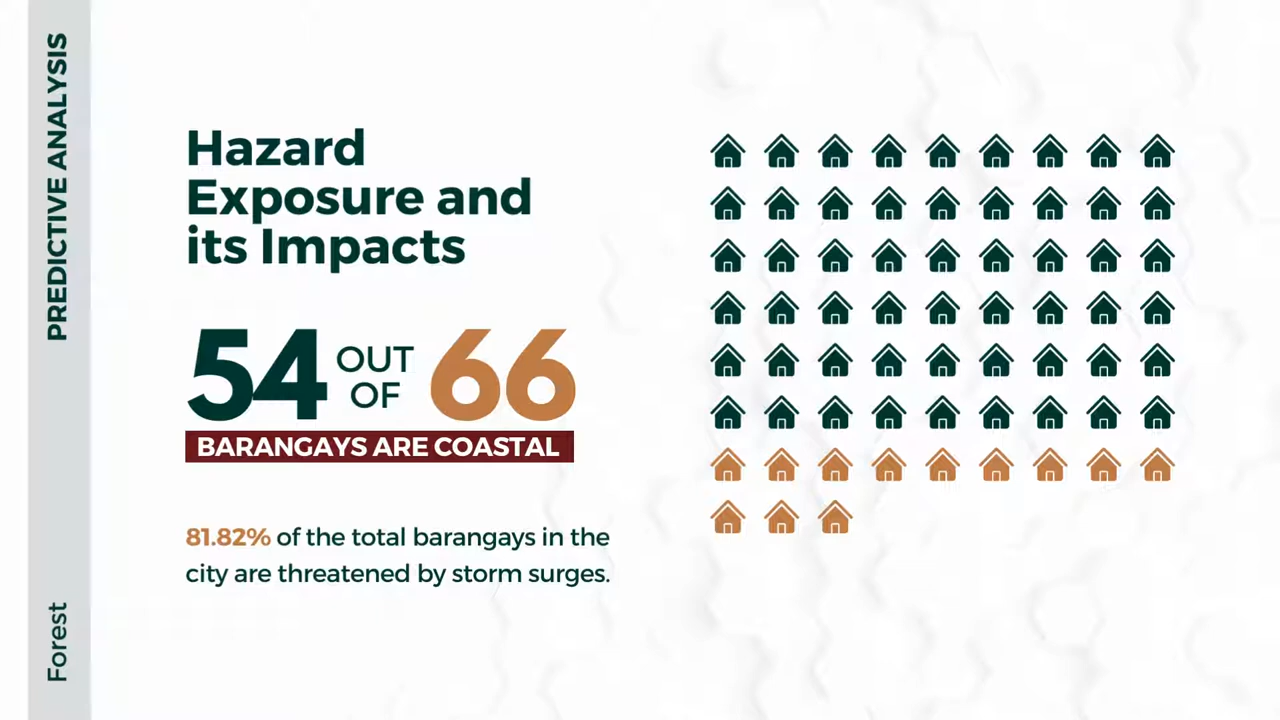 PREDICTIVE ANALYSIS
Forest
Hazard
Exposure and
its Impacts
54 OUT OF 66
BARANGAYS ARE COASTAL
81.82% of the total barangays in the
city are threatened by storm surges.